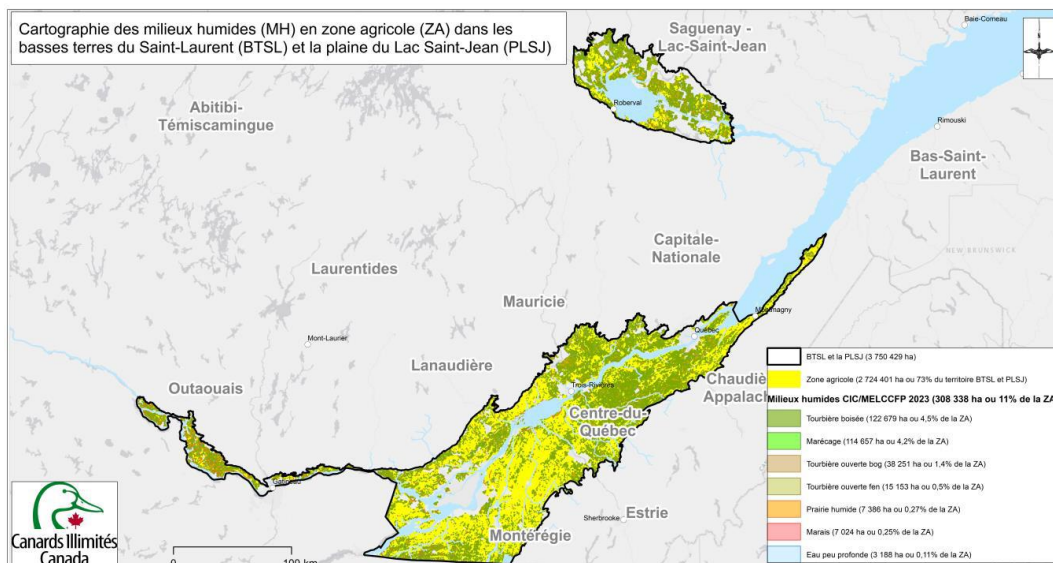 Cartographie des milieux humides (MH) en zone agricole (ZA) dans les
basses terres du Saint-Laurent (BTSL) et la plaine du Lac Saint-Jean (PLSJ)
Saguenay -
Lac-Saint-Jean
Baie-Comeau
Roberval
Abitibi-
Témiscamingue
Rimouski
Bas-Saint-
Laurent
Capitale-
Nationale
NEW BRUNSWICK
Laurentides
Mauricie
Montmagny
Québec
Mont-Laurier
Lanaudière
Outaouais
Trois-Rivières
Chaudiè
Appalach
Centre-du-
Québec
Sherbrooke
Estrie
Montérégie
BTSL et la PLSJ (3 750 429 ha)
Zone agricole (2 724 401 ha ou 73% du territoire BTSL et PLSJ)
Milieux humides CIC/MELCCFP 2023 (308 338 ha ou 11% de la ZA
Tourbière boisée (122 679 ha ou 4,5% de la ZA)
Marécage (114 657 ha ou 4,2% de la ZA)
Tourbière ouverte bog (38 251 ha ou 1,4% de la ZA)
Tourbière ouverte fen (15 153 ha ou 0,5% de la ZA)
Prairie humide (7 386 ha ou 0,27% de la ZA)
Marais (7 024 ha ou 0,25% de la ZA)
Eau peu profonde (3 188 ha ou 0,11% de la ZA)
Canards Illimités
Canada
0 100 km